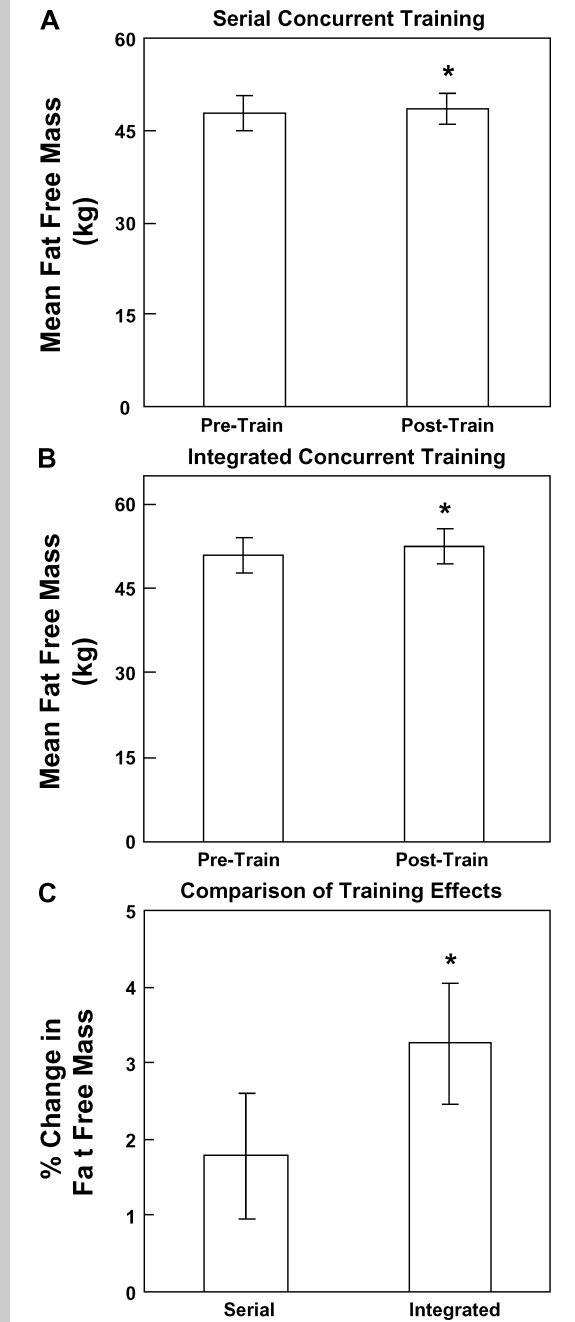 A
Serial Concurrent Training
60
45
30
15
0
Mean Fat Free Mass
(kg)
*
Pre-Train Post-Train
B
Integrated Concurrent Training
60
45
30
15
0
Mean Fat Free Mass
(kg)
*
Pre-Train Post-Train
C
Comparison of Training Effects
5
4
3
2
1
0
% Change in
Fa t Free Mass
*
Serial Integrated